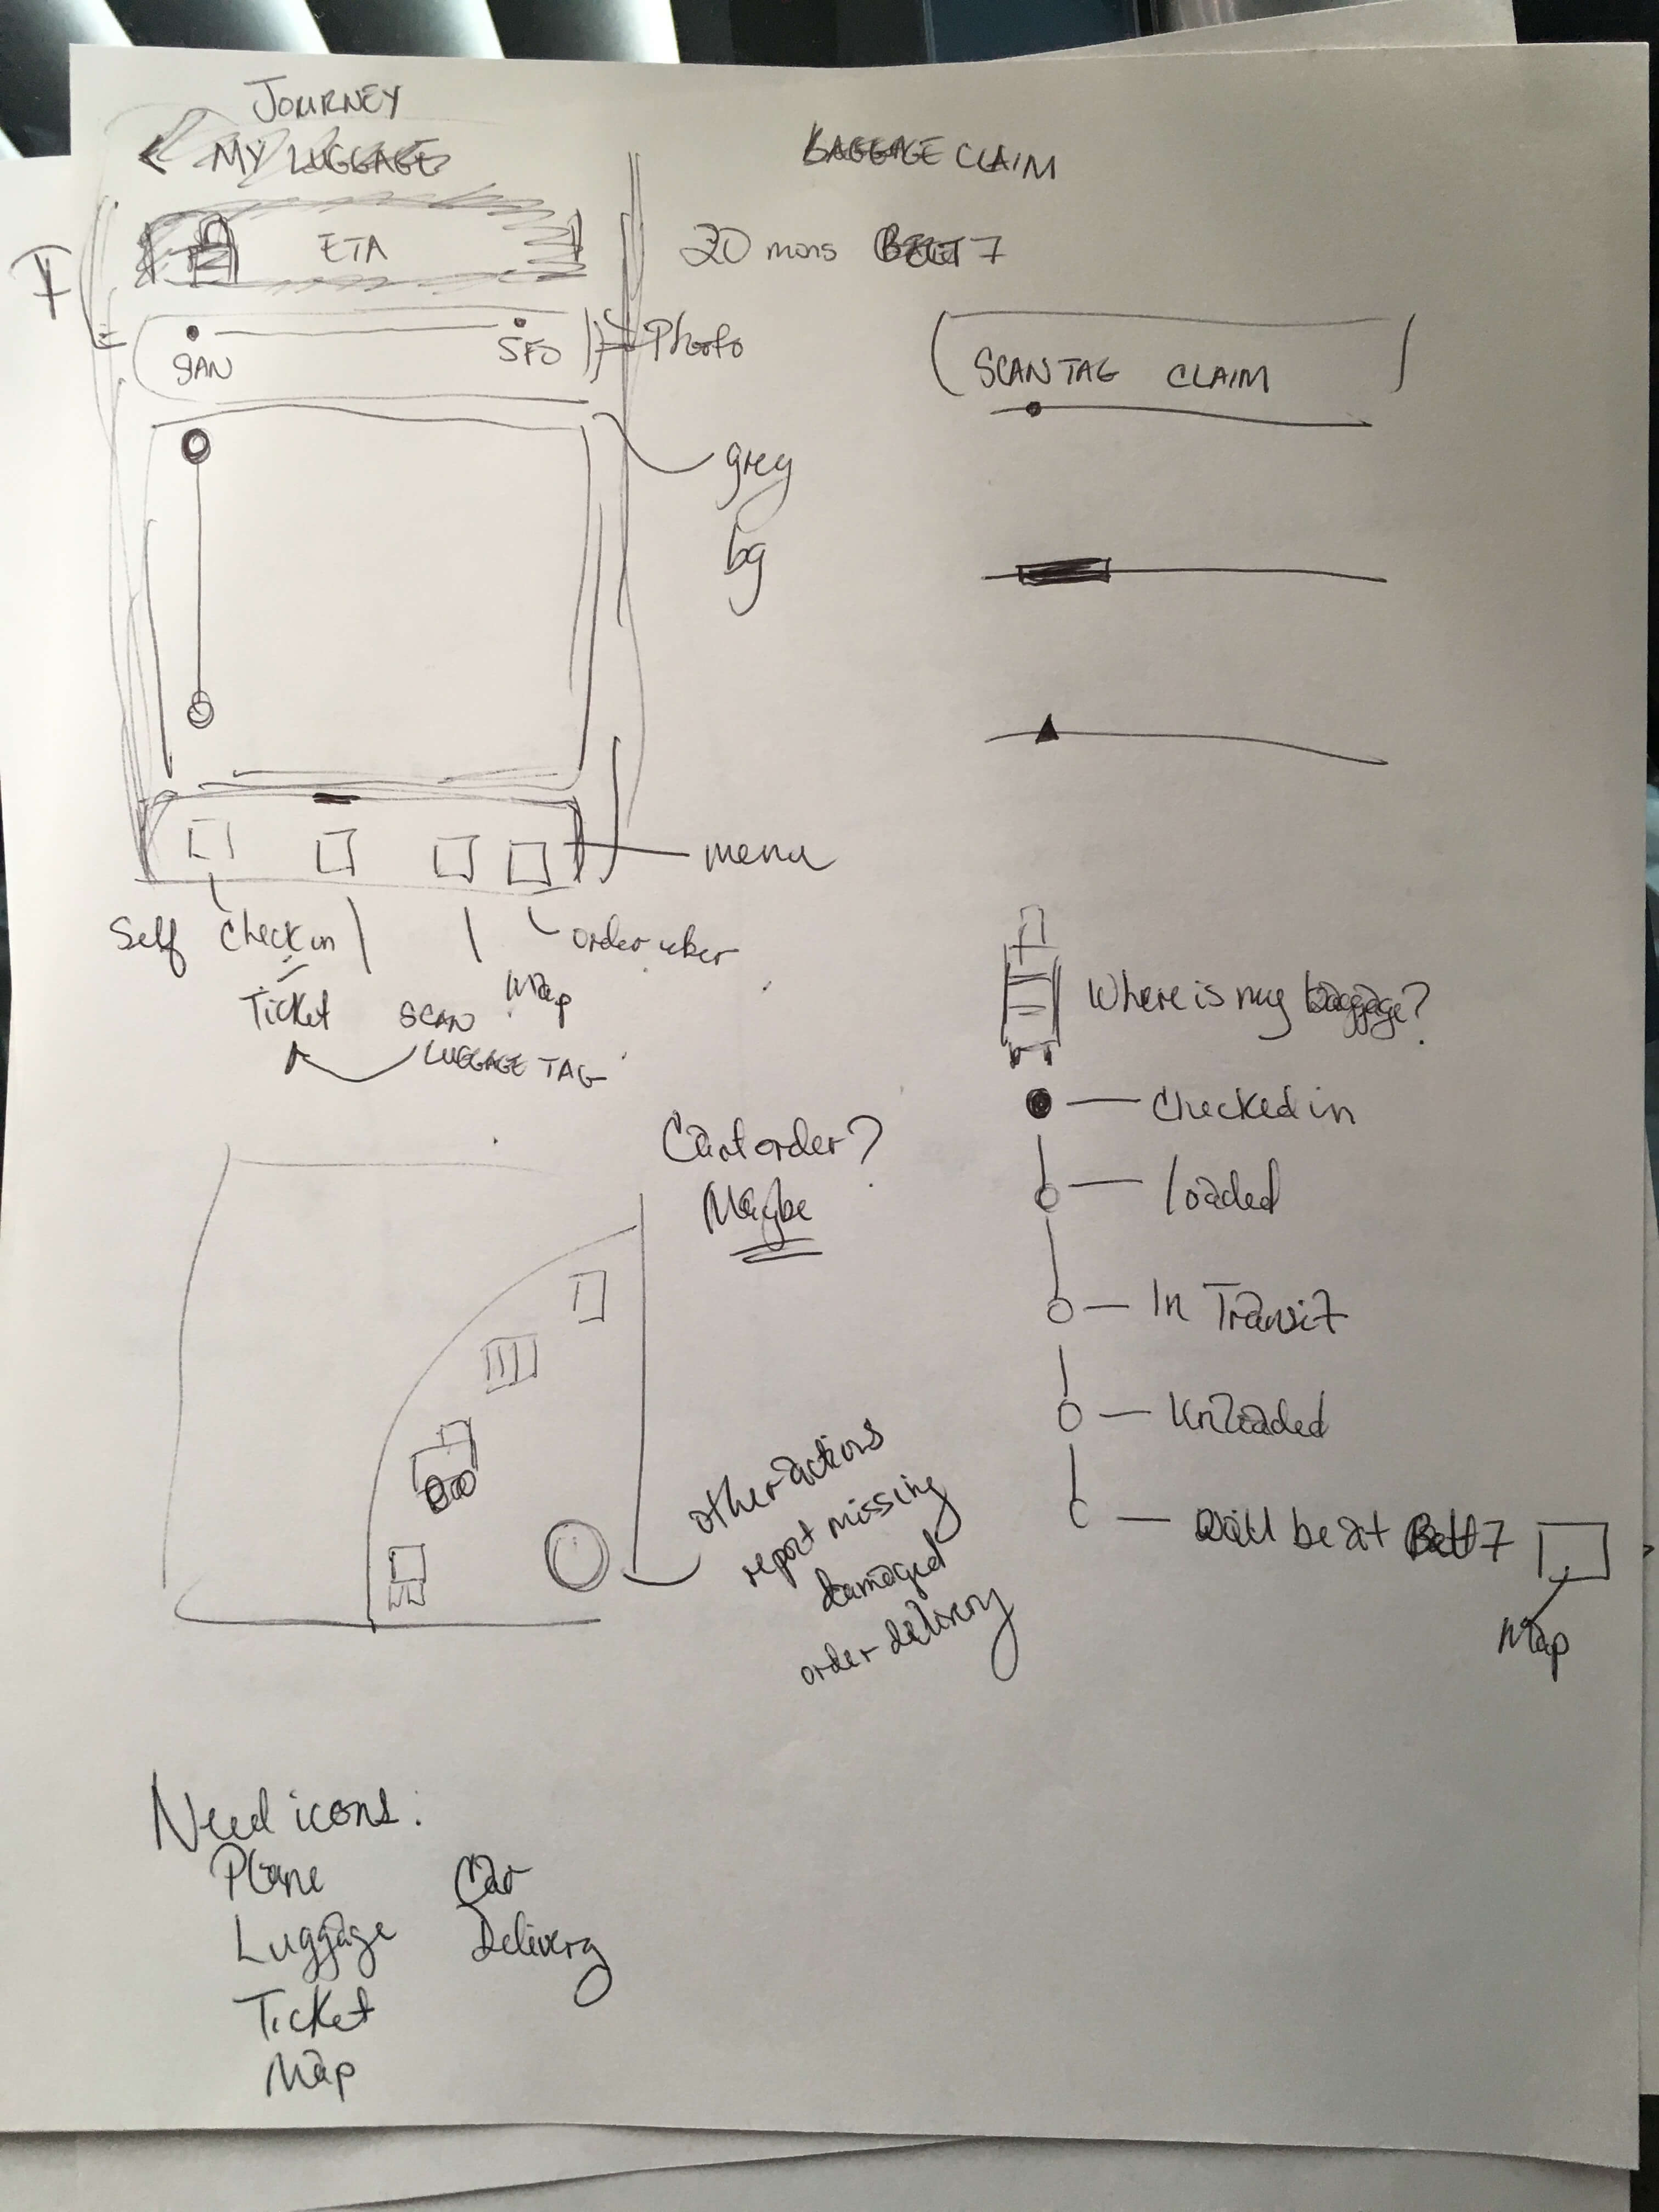 JOURNEY
MY LUGGAGE
ETA
SAN
SFO
Photo
grey
bg
menu
Self Check in
order uber
Ticket
Map
SCAN
LUGGAGE TAG
BAGGAGE CLAIM
20 mins BELT 7
SCAN TAG CLAIM
Where is my baggage?
Checked in
loaded
In Transit
Unloaded
Will be at Belt 7
Map
Cart order?
Maybe
other actions
report missing
damaged
order delivery
Need icons:
Plane
Luggage
Ticket
Map
Car
Delivery